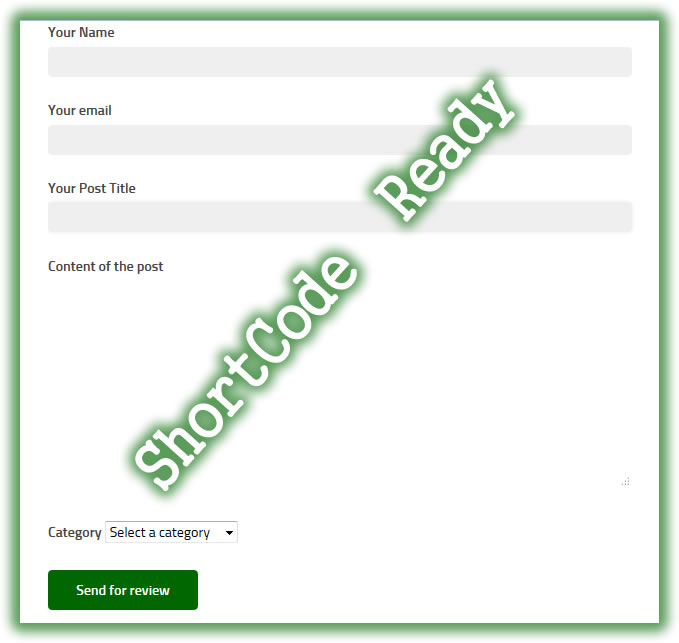 Your Name
Your email
Your Post Title
Content of the post
ShortCode Ready
Category Select a category
Send for review